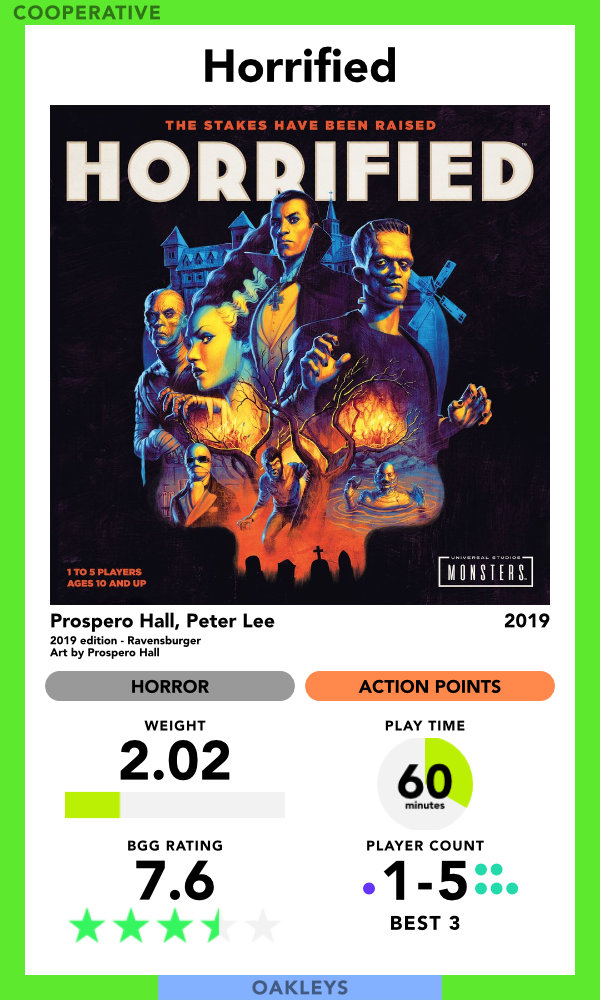 COOPERATIVE
Horrified
THE STAKES HAVE BEEN RAISED
HORRIFIED™
1 TO 5 PLAYERS
AGES 10 AND UP
UNIVERSAL STUDIOS
MONSTERS
Prospero Hall, Peter Lee
2019
2019 edition - Ravensburger
Art by Prospero Hall
HORROR
ACTION POINTS
WEIGHT
2.02
PLAY TIME
60
minutes
BGG RATING
7.6
PLAYER COUNT
1-5
BEST 3
OAKLEYS